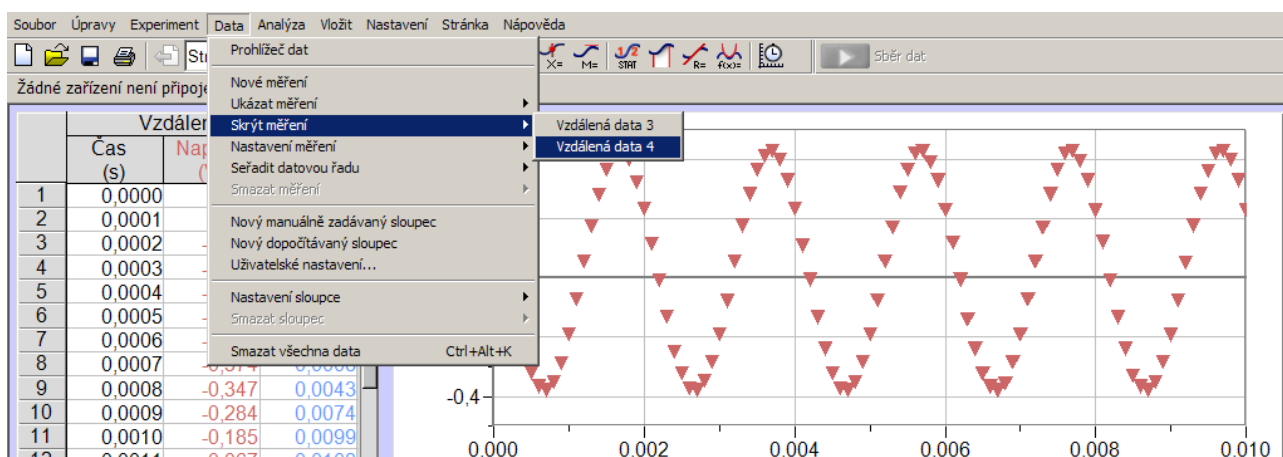 Soubor Úpravy Experiment Data Analýza Vložit Nastavení Stránka Nápověda
X= M= STAT R= f(x)= Sběr dat
Žádné zařízení není
Prohlížeč dat
Nové měření
Ukázat měření
Skrýt měření
Nastavení měření
Seřadit datovou řadu
Smazat měření
Nový manuálně zadávaný sloupec
Nový dopočítávaný sloupec
Uživatelské nastavení...
Nastavení sloupce
Smazat sloupec
Smazat všechna data Ctrl+Alt+K
Vzdálená data 3
Vzdálená data 4
Čas
(s)
1 0,0000
2 0,0001
3 0,0002
4 0,0003
5 0,0004
6 0,0005
7 0,0006
8 0,0007
9 0,0008 -0,347 0,0043
10 0,0009 -0,284 0,0074
11 0,0010 -0,185 0,0099
-0,4
0.000 0.002 0.004 0.006 0.008 0.010